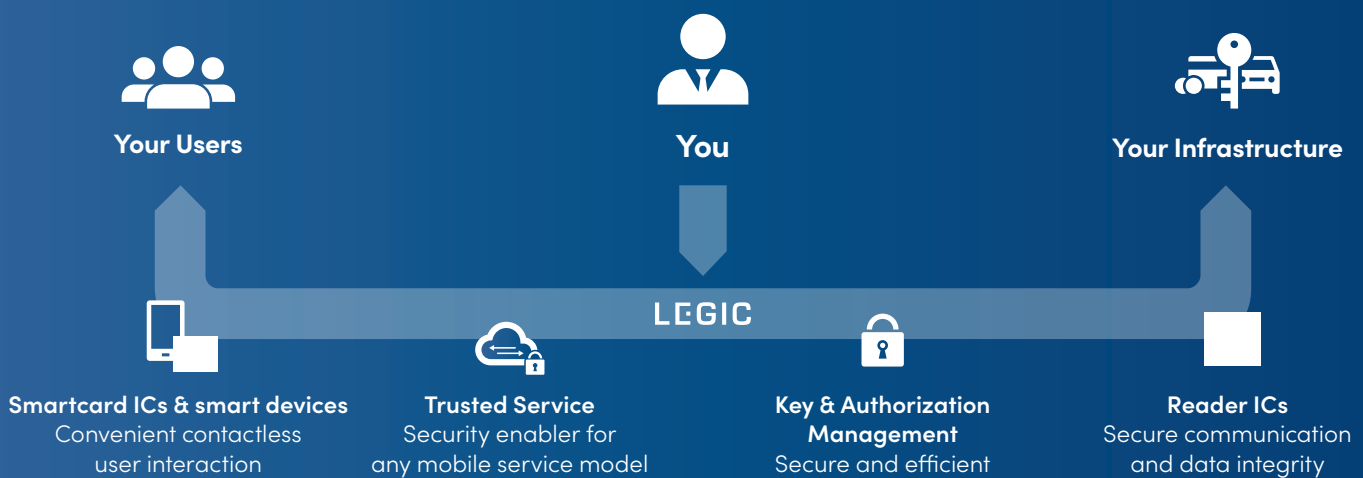 Your Users
You
Your Infrastructure
LEGIC
Smartcard ICs & smart devices
Convenient contactless
user interaction
Trusted Service
Security enabler for
any mobile service model
Key & Authorization
Management
Secure and efficient
Reader ICs
Secure communication
and data integrity